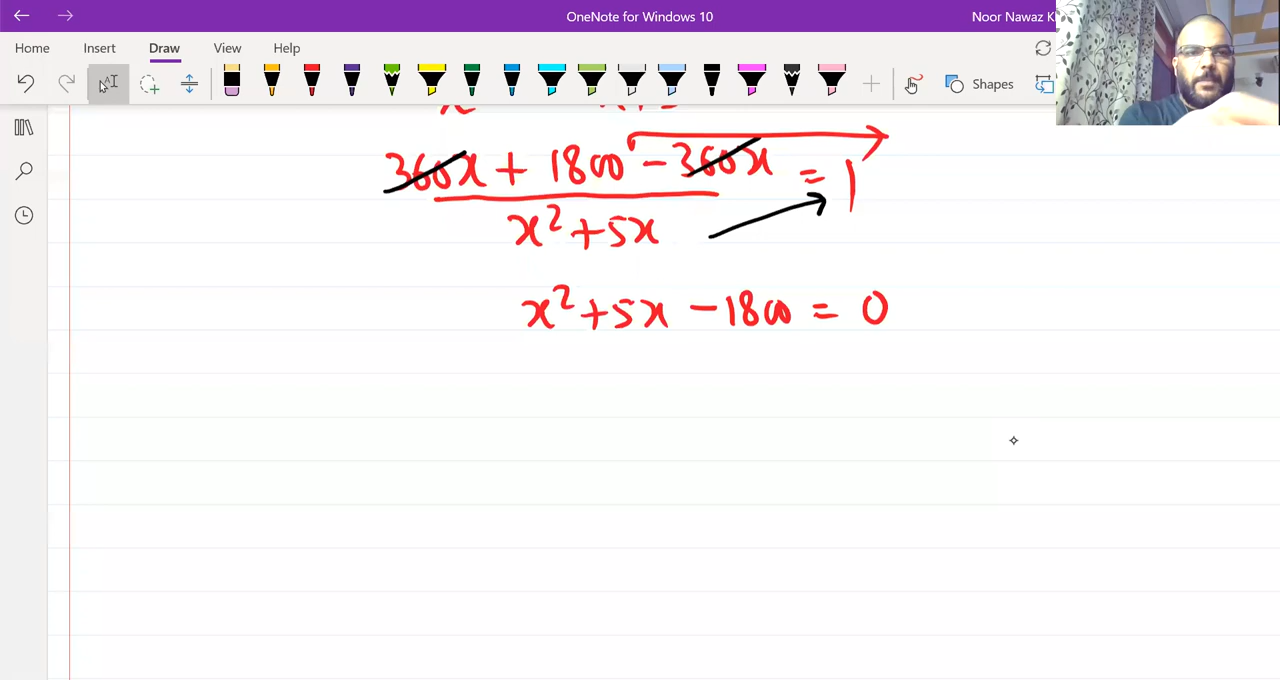 OneNote for Windows 10
Noor Nawaz K
Home Insert Draw View Help
Shapes
360x + 1800 - 360x = 1
x² + 5x
x² + 5x - 1800 = 0